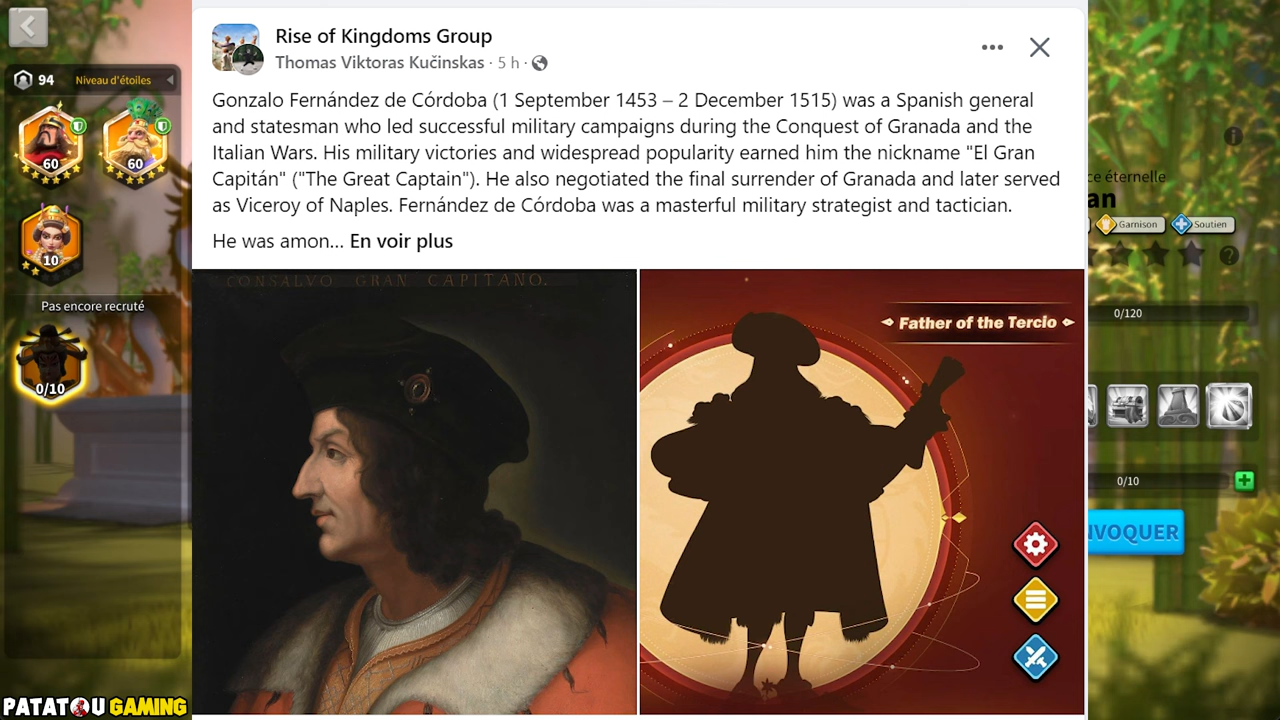 94
Niveau d'étoiles
60
60
10
Pas encore recruté
0/10
PATATOU GAMING
Rise of Kingdoms Group
Thomas Viktoras Kučinskas · 5 h ·
Gonzalo Fernández de Córdoba (1 September 1453 – 2 December 1515) was a Spanish general
and statesman who led successful military campaigns during the Conquest of Granada and the
Italian Wars. His military victories and widespread popularity earned him the nickname "El Gran
Capitán" ("The Great Captain"). He also negotiated the final surrender of Granada and later served
as Viceroy of Naples. Fernández de Córdoba was a masterful military strategist and tactician.
He was amon... En voir plus
CONSALVO GRAN CAPITANO.
Father of the Tercio
ce éternelle
an
Garnison
Soutien
?
0/120
0/10
NVOQUER